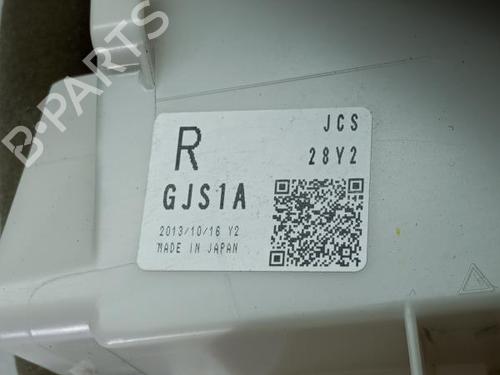 B-PARTS
R
JCS
28Y2
GJS1A
2013/10/16 Y2
MADE IN JAPAN